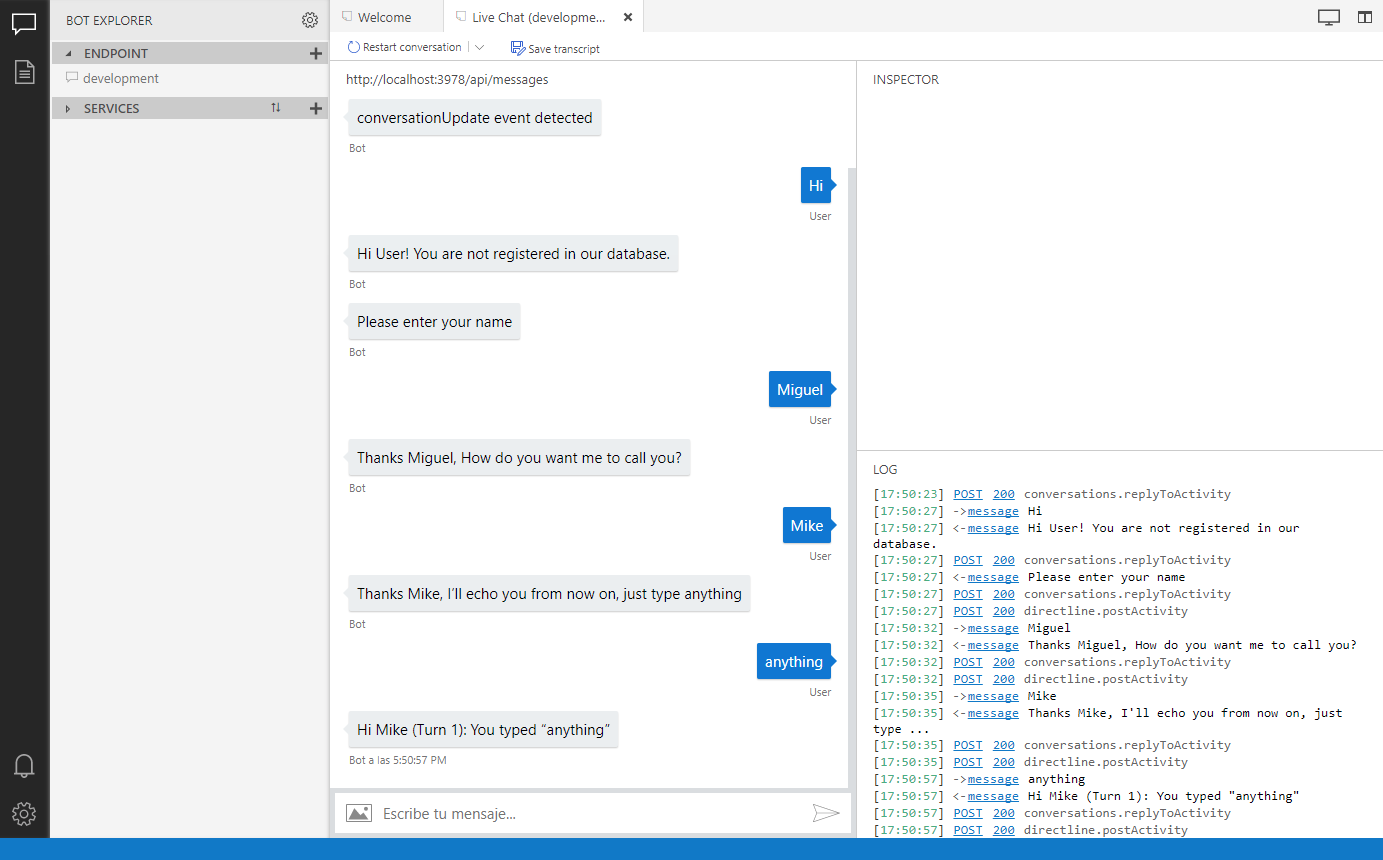 BOT EXPLORER
ENDPOINT
development
SERVICES
Welcome
Live Chat (developme...
Restart conversation
Save transcript
http://localhost:3978/api/messages
conversationUpdate event detected
Bot
Hi
User
Hi User! You are not registered in our database.
Bot
Please enter your name
Bot
Miguel
User
Thanks Miguel, How do you want me to call you?
Bot
Mike
User
Thanks Mike, I’ll echo you from now on, just type anything
Bot
anything
User
Hi Mike (Turn 1): You typed “anything”
Bot a las 5:50:57 PM
Escribe tu mensaje...
INSPECTOR
LOG
[17:50:23] POST 200 conversations.replyToActivity
[17:50:27] ->message Hi
[17:50:27] <-message Hi User! You are not registered in our
database.
[17:50:27] POST 200 conversations.replyToActivity
[17:50:27] <-message Please enter your name
[17:50:27] POST 200 conversations.replyToActivity
[17:50:27] POST 200 directline.postActivity
[17:50:32] ->message Miguel
[17:50:32] <-message Thanks Miguel, How do you want me to call you?
[17:50:32] POST 200 conversations.replyToActivity
[17:50:32] POST 200 directline.postActivity
[17:50:35] ->message Mike
[17:50:35] <-message Thanks Mike, I'll echo you from now on, just
type ...
[17:50:35] POST 200 conversations.replyToActivity
[17:50:35] POST 200 directline.postActivity
[17:50:57] ->message anything
[17:50:57] <-message Hi Mike (Turn 1): You typed "anything"
[17:50:57] POST 200 conversations.replyToActivity
[17:50:57] POST 200 directline.postActivity